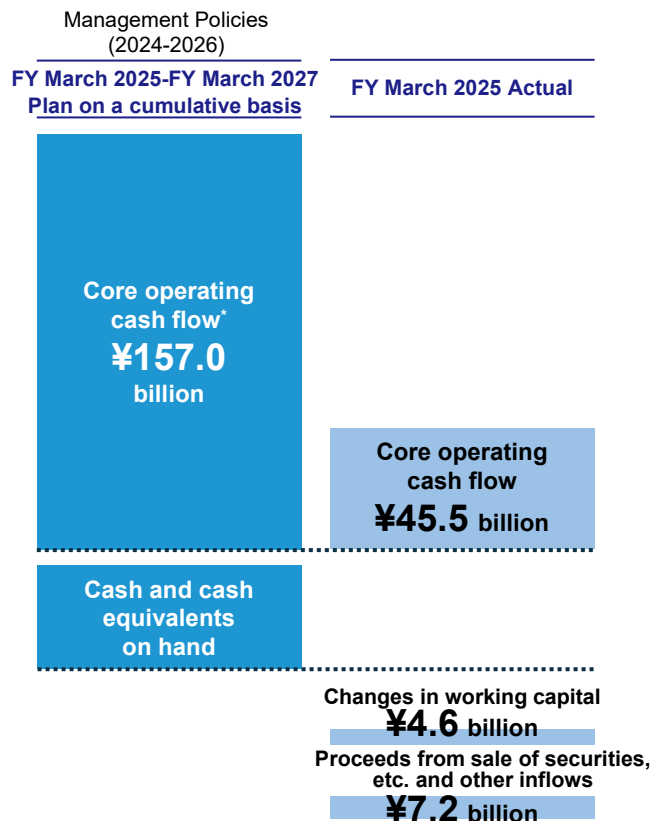 Management Policies
(2024-2026)
FY March 2025-FY March 2027
Plan on a cumulative basis
FY March 2025 Actual
Core operating
cash flow*
¥157.0
billion
Core operating
cash flow
¥45.5 billion
Cash and cash
equivalents
on hand
Changes in working capital
¥4.6 billion
Proceeds from sale of securities,
etc. and other inflows
¥7.2 billion